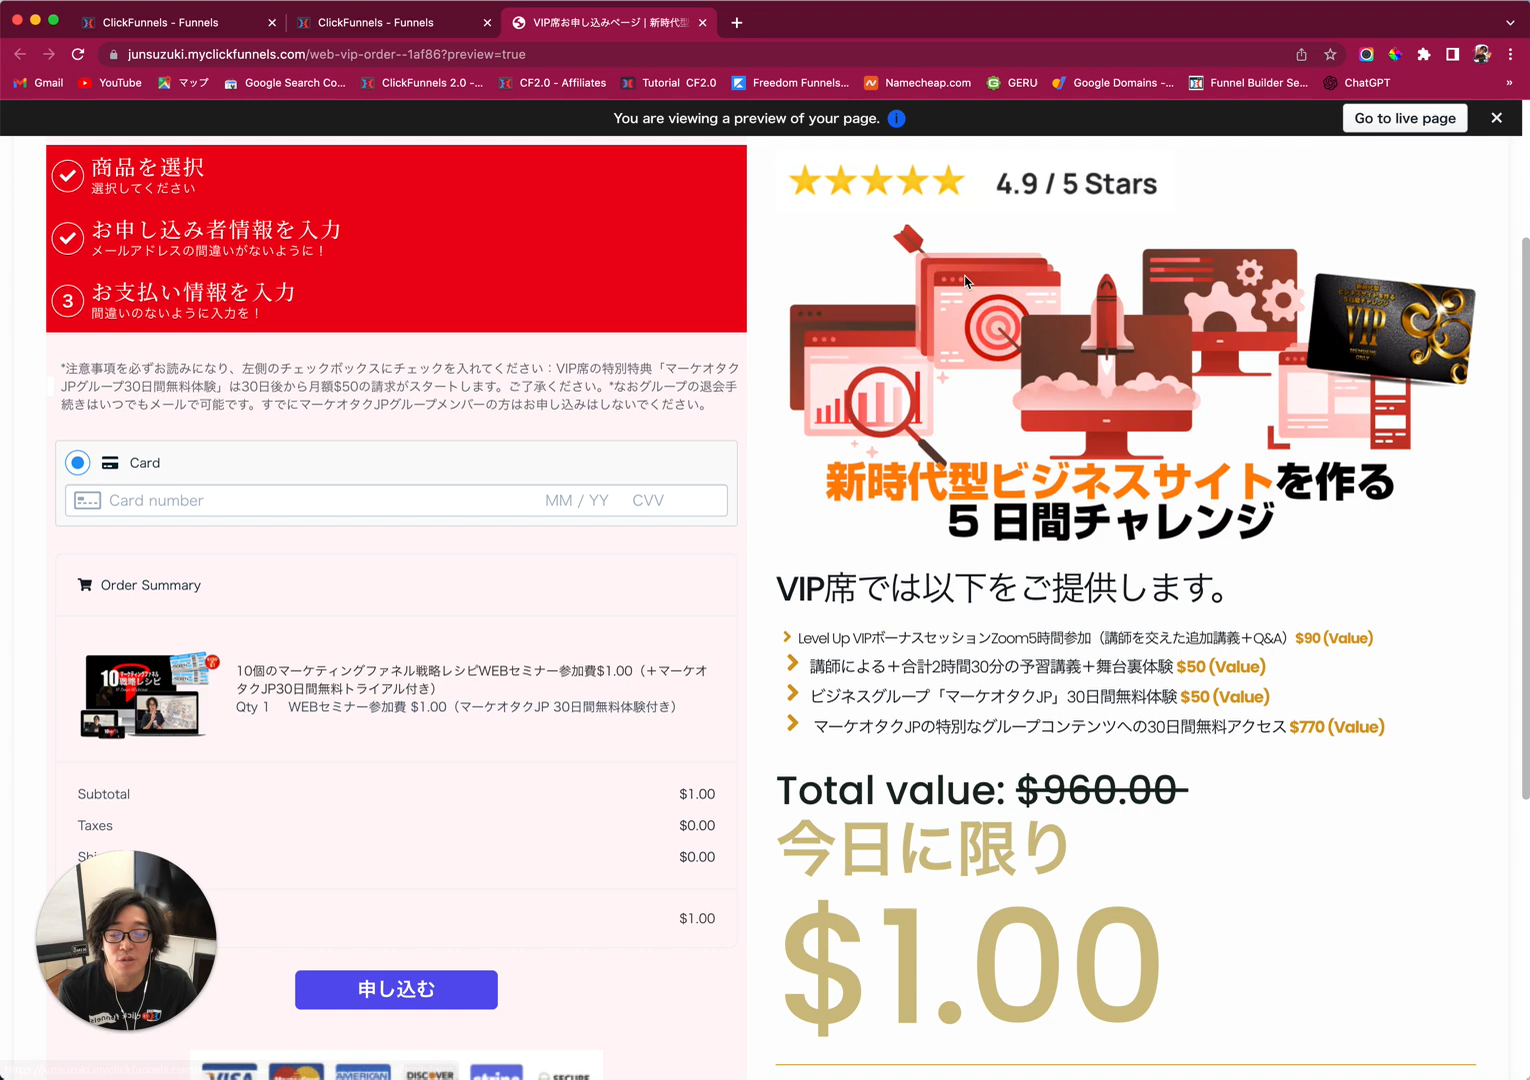 ClickFunnels - Funnels
ClickFunnels - Funnels
VIP席お申し込みページ | 新時代型
junsuzuki.myclickfunnels.com/web-vip-order--1af86?preview=true
Gmail
YouTube
マップ
Google Search Co...
ClickFunnels 2.0 -...
CF2.0 - Affiliates
Tutorial CF2.0
Freedom Funnels...
Namecheap.com
GERU
Google Domains -...
Funnel Builder Se...
ChatGPT
You are viewing a preview of your page.
Go to live page
商品を選択
選択してください
お申し込み者情報を入力
メールアドレスの間違いがないように！
3
お支払い情報を入力
間違いのないように入力を！
*注意事項を必ずお読みになり、左側のチェックボックスにチェックを入れてください：VIP席の特別特典「マーケオタク
JPグループ30日間無料体験」は30日後から月額$50の請求がスタートします。ご了承ください。*なおグループの退会手
続きはいつでもメールで可能です。すでにマーケオタクJPグループメンバーの方はお申し込みはしないでください。
Card
Card number
MM / YY
CVV
Order Summary
10個のマーケティングファネル戦略レシピWEBセミナー参加費$1.00（＋マーケオ
タクJP30日間無料トライアル付き）
Qty 1 WEBセミナー参加費 $1.00（マーケオタクJP 30日間無料体験付き）
Subtotal
$1.00
Taxes
$0.00
$0.00
$1.00
申し込む
VISA
AMERICAN
DISCOVER
stripe
SECURE
4.9 / 5 Stars
VIP
MEMBERS
ONLY
新時代型ビジネスサイトを作る
５日間チャレンジ
VIP席では以下をご提供します。
Level Up VIPボーナスセッションZoom5時間参加（講師を交えた追加講義＋Q&A）$90 (Value)
講師による＋合計2時間30分の予習講義＋舞台裏体験 $50 (Value)
ビジネスグループ「マーケオタクJP」30日間無料体験 $50 (Value)
マーケオタクJPの特別なグループコンテンツへの30日間無料アクセス $770 (Value)
Total value: $960.00
今日に限り
$1.00